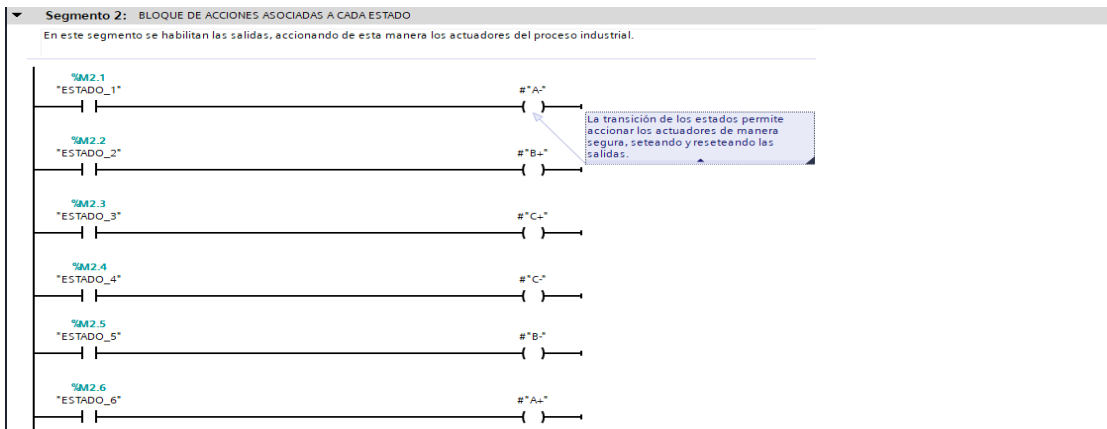 Segmento 2: BLOQUE DE ACCIONES ASOCIADAS A CADA ESTADO
En este segmento se habilitan las salidas, accionando de esta manera los actuadores del proceso industrial.
%M2.1
"ESTADO_1" #"A-"
La transición de los estados permite
accionar los actuadores de manera
segura, seteando y reseteando las
salidas.
%M2.2
"ESTADO_2" #"B+"
%M2.3
"ESTADO_3" #"C+"
%M2.4
"ESTADO_4" #"C-"
%M2.5
"ESTADO_5" #"B-"
%M2.6
"ESTADO_6" #"A+"